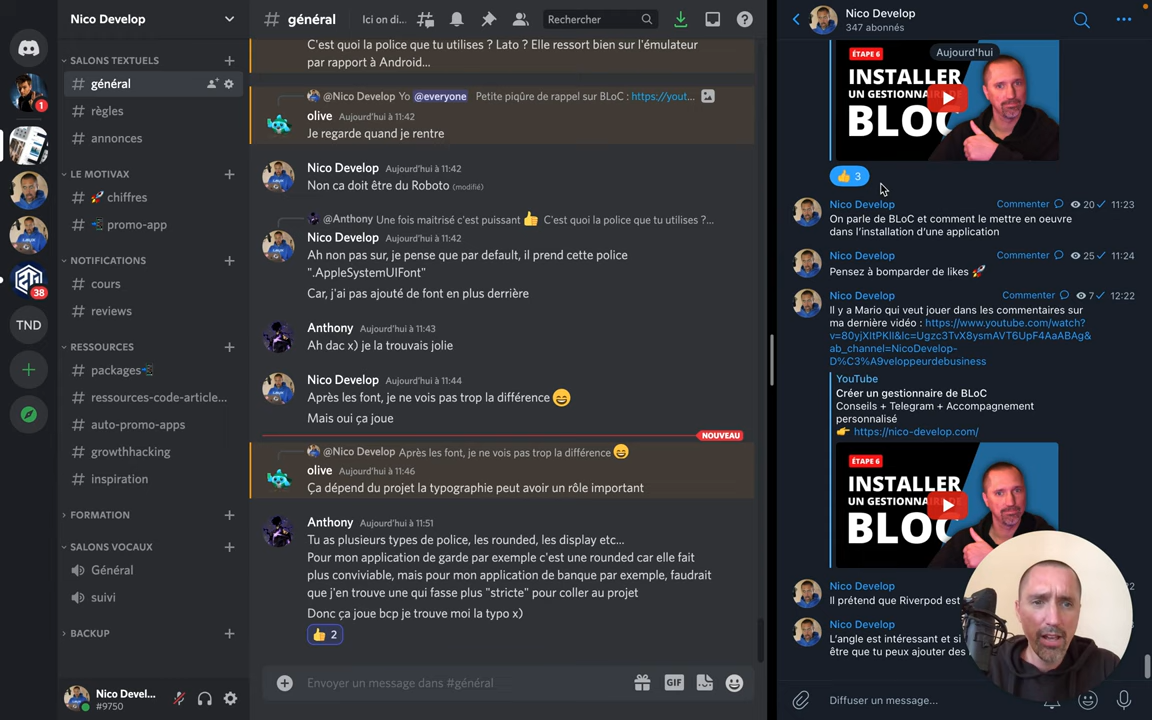 Nico Develop
SALONS TEXTUELS
général
règles
annonces
LE MOTIVAX
🚀 chiffres
📲 promo-app
NOTIFICATIONS
cours
reviews
RESSOURCES
packages📲
ressources-code-article...
auto-promo-apps
growthhacking
inspiration
FORMATION
SALONS VOCAUX
Général
suivi
BACKUP
Nico Devel...
#9750
1
38
TND
# général
Ici on di...
Rechercher
C'est quoi la police que tu utilises ? Lato ? Elle ressort bien sur l'émulateur
par rapport à Android...
@Nico Develop Yo @everyone Petite piqûre de rappel sur BLoC : https://yout...
olive Aujourd'hui à 11:42
Je regarde quand je rentre
Nico Develop Aujourd'hui à 11:42
Non ca doit être du Roboto (modifié)
@Anthony Une fois maitrisé c'est puissant 👍 C'est quoi la police que tu utilises ?...
Nico Develop Aujourd'hui à 11:42
Ah non pas sur, je pense que par default, il prend cette police
".AppleSystemUIFont"
Car, j'ai pas ajouté de font en plus derrière
Anthony Aujourd'hui à 11:43
Ah dac x) je la trouvais jolie
Nico Develop Aujourd'hui à 11:44
Après les font, je ne vois pas trop la différence 😄
Mais oui ça joue
NOUVEAU
@Nico Develop Après les font, je ne vois pas trop la différence 😄
olive Aujourd'hui à 11:46
Ça dépend du projet la typographie peut avoir un rôle important
Anthony Aujourd'hui à 11:51
Tu as plusieurs types de police, les rounded, les display etc...
Pour mon application de garde par exemple c'est une rounded car elle fait
plus conviviable, mais pour mon application de banque par exemple, faudrait
que j'en trouve une qui fasse plus "stricte" pour coller au projet
Donc ça joue bcp je trouve moi la typo x)
👍 2
Envoyer un message dans #général
GIF
Nico Develop
347 abonnés
Aujourd'hui
ÉTAPE 6
INSTALLER
UN GESTIONNAIRE DE
BLOC
👍 3
Nico Develop Commenter 20 11:23
On parle de BLoC et comment le mettre en oeuvre
dans l'installation d'une application
Nico Develop Commenter 25 11:24
Pensez à bomparder de likes 🚀
Nico Develop Commenter 7 12:22
Il y a Mario qui veut jouer dans les commentaires sur
ma dernière vidéo : https://www.youtube.com/watch?
v=80yjXItPKII&lc=Ugzc3TvX8ysmAVT6UpF4AaABAg&
ab_channel=NicoDevelop-
D%C3%A9veloppeurdebusiness
YouTube
Créer un gestionnaire de BLoC
Conseils + Telegram + Accompagnement
personnalisé
👉 https://nico-develop.com/
ÉTAPE 6
INSTALLER
UN GESTIONNAIRE DE
BLOC
Nico Develop
Il prétend que Riverpod est
Nico Develop
L'angle est intéressant et si
être que tu peux ajouter des
Diffuser un message...